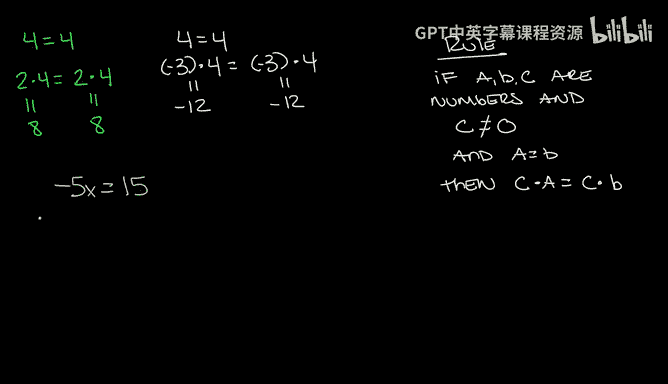 4=4
2·4=2·4
||
||
8
8
4=4
(-3)·4=(-3)·4
||
||
-12
-12
-5x=15
GPT中英字幕课程资源
bilibili
RULE
if A,b,c ARE
NUMBERS AND
C≠0
AND A=b
then C·A=C·b